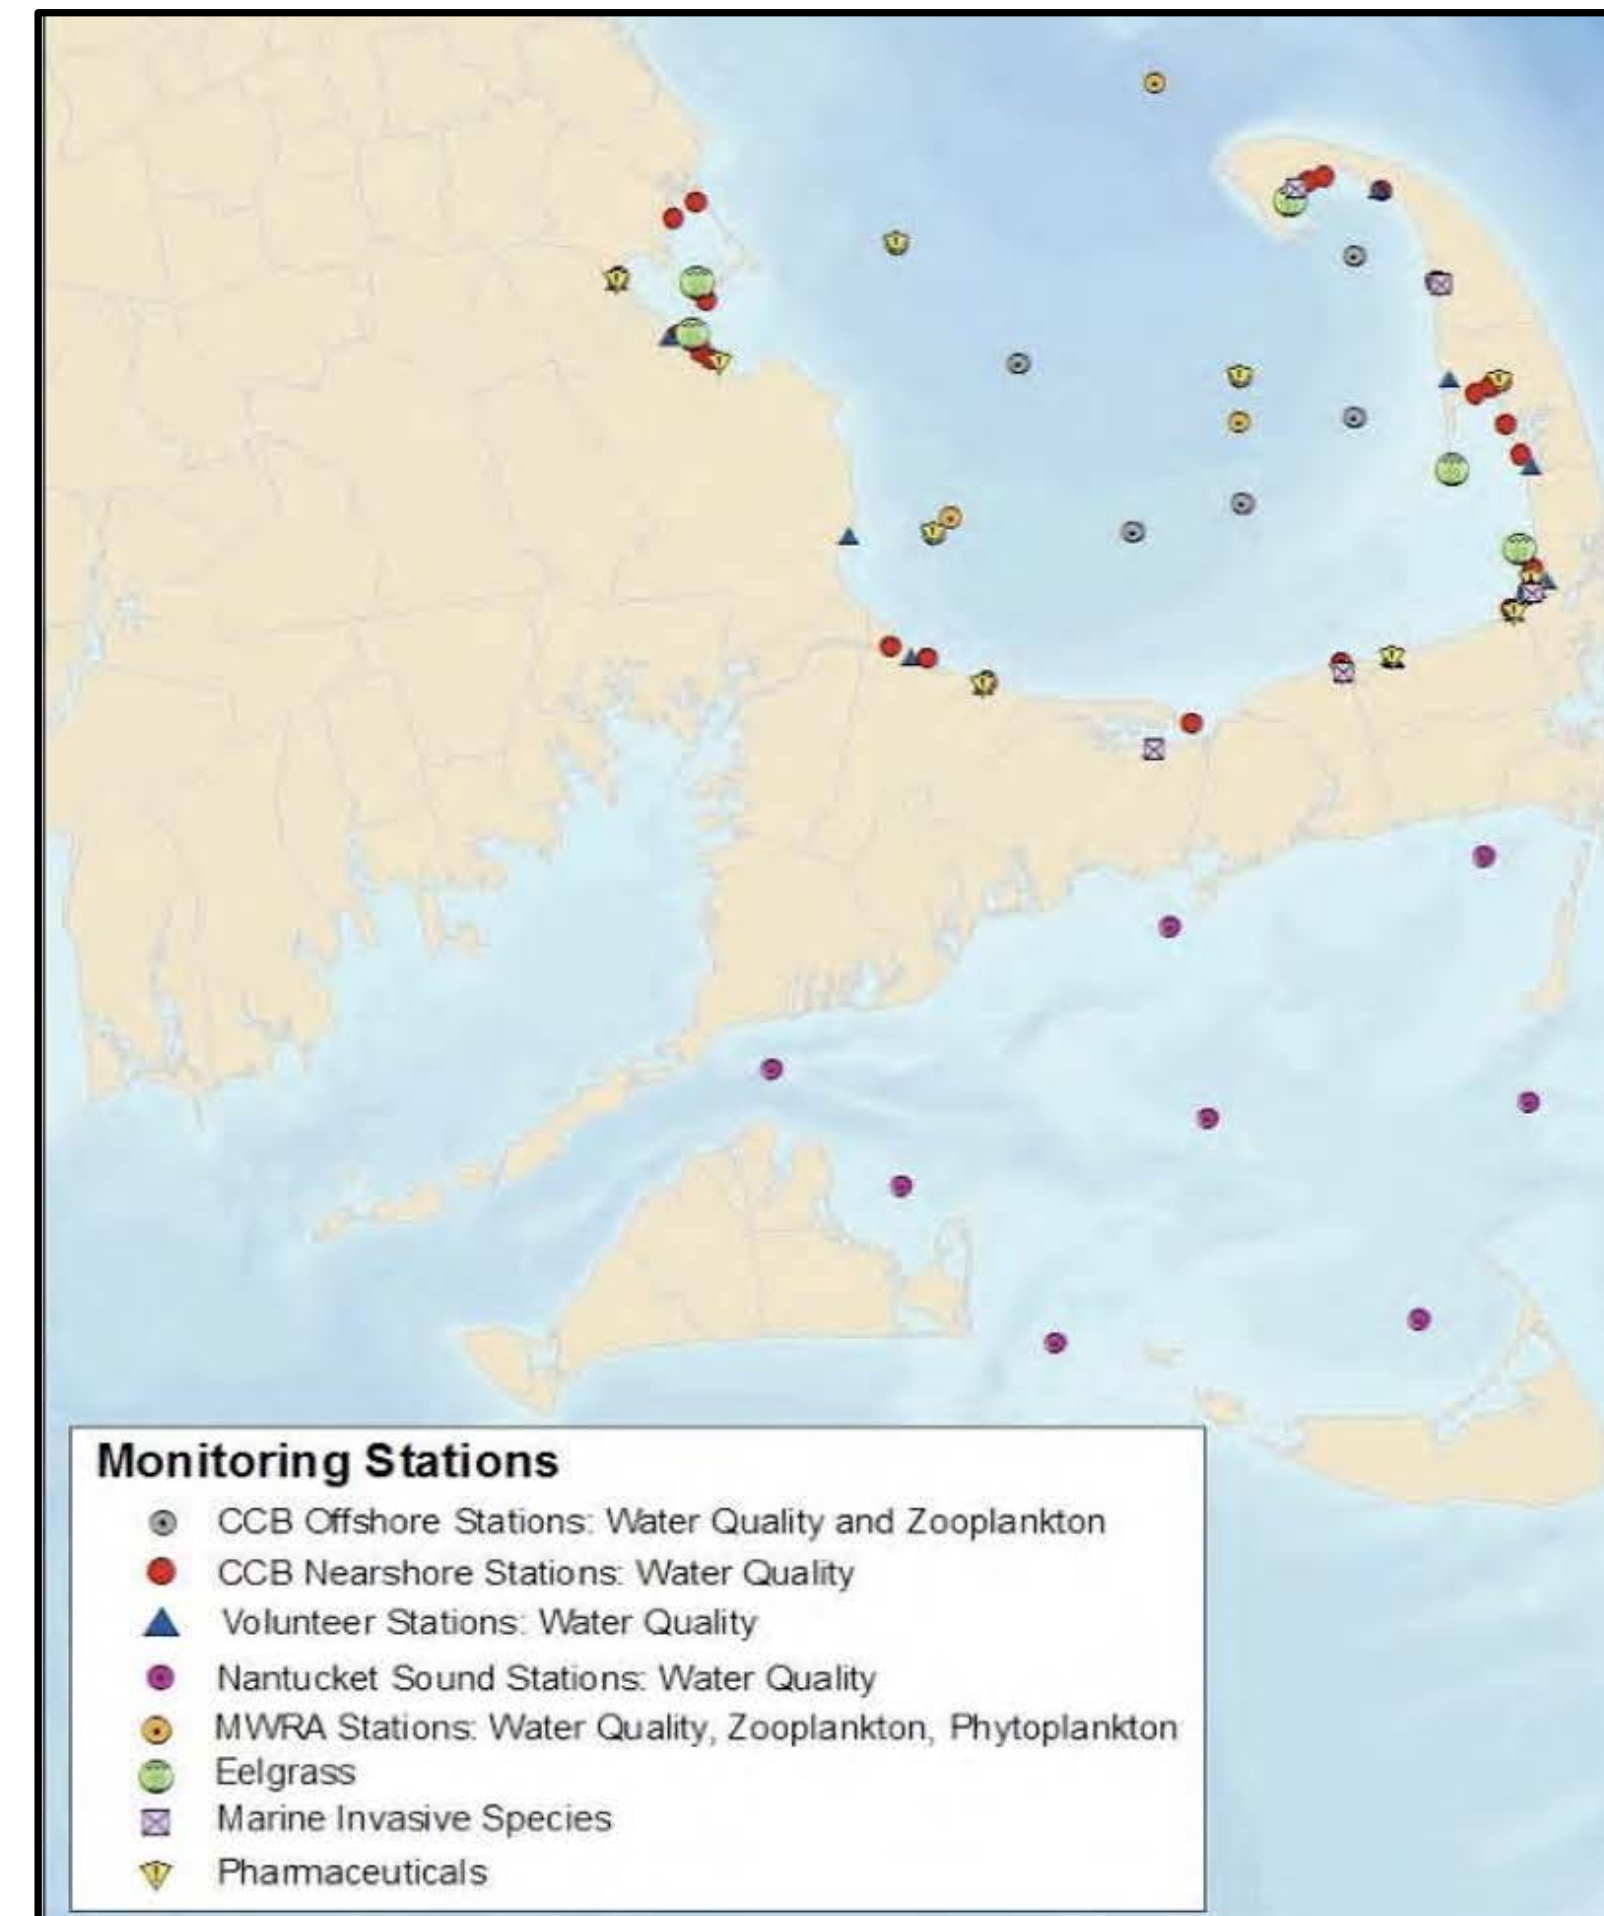 Monitoring Stations
CCB Offshore Stations: Water Quality and Zooplankton
CCB Nearshore Stations: Water Quality
Volunteer Stations: Water Quality
Nantucket Sound Stations: Water Quality
MWRA Stations: Water Quality, Zooplankton, Phytoplankton
Eelgrass
Marine Invasive Species
Pharmaceuticals